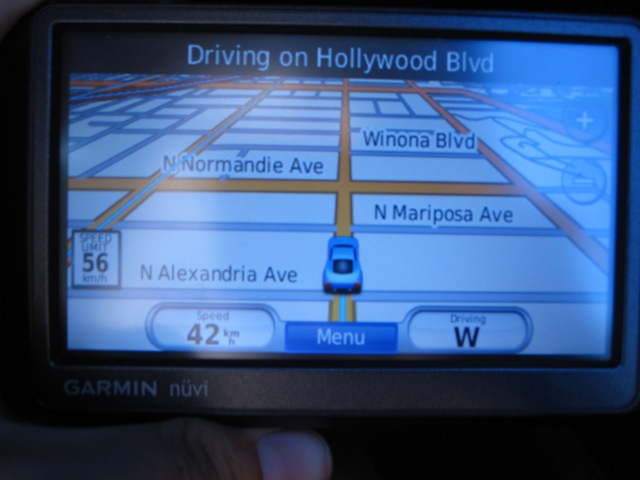 Driving on Hollywood Blvd
+
Winona Blvd
N Normandie Ave
N Mariposa Ave
SPEED
LIMIT
56
km/h
N Alexandria Ave
Speed
42 km/h
Menu
Driving
W
GARMIN nüvi